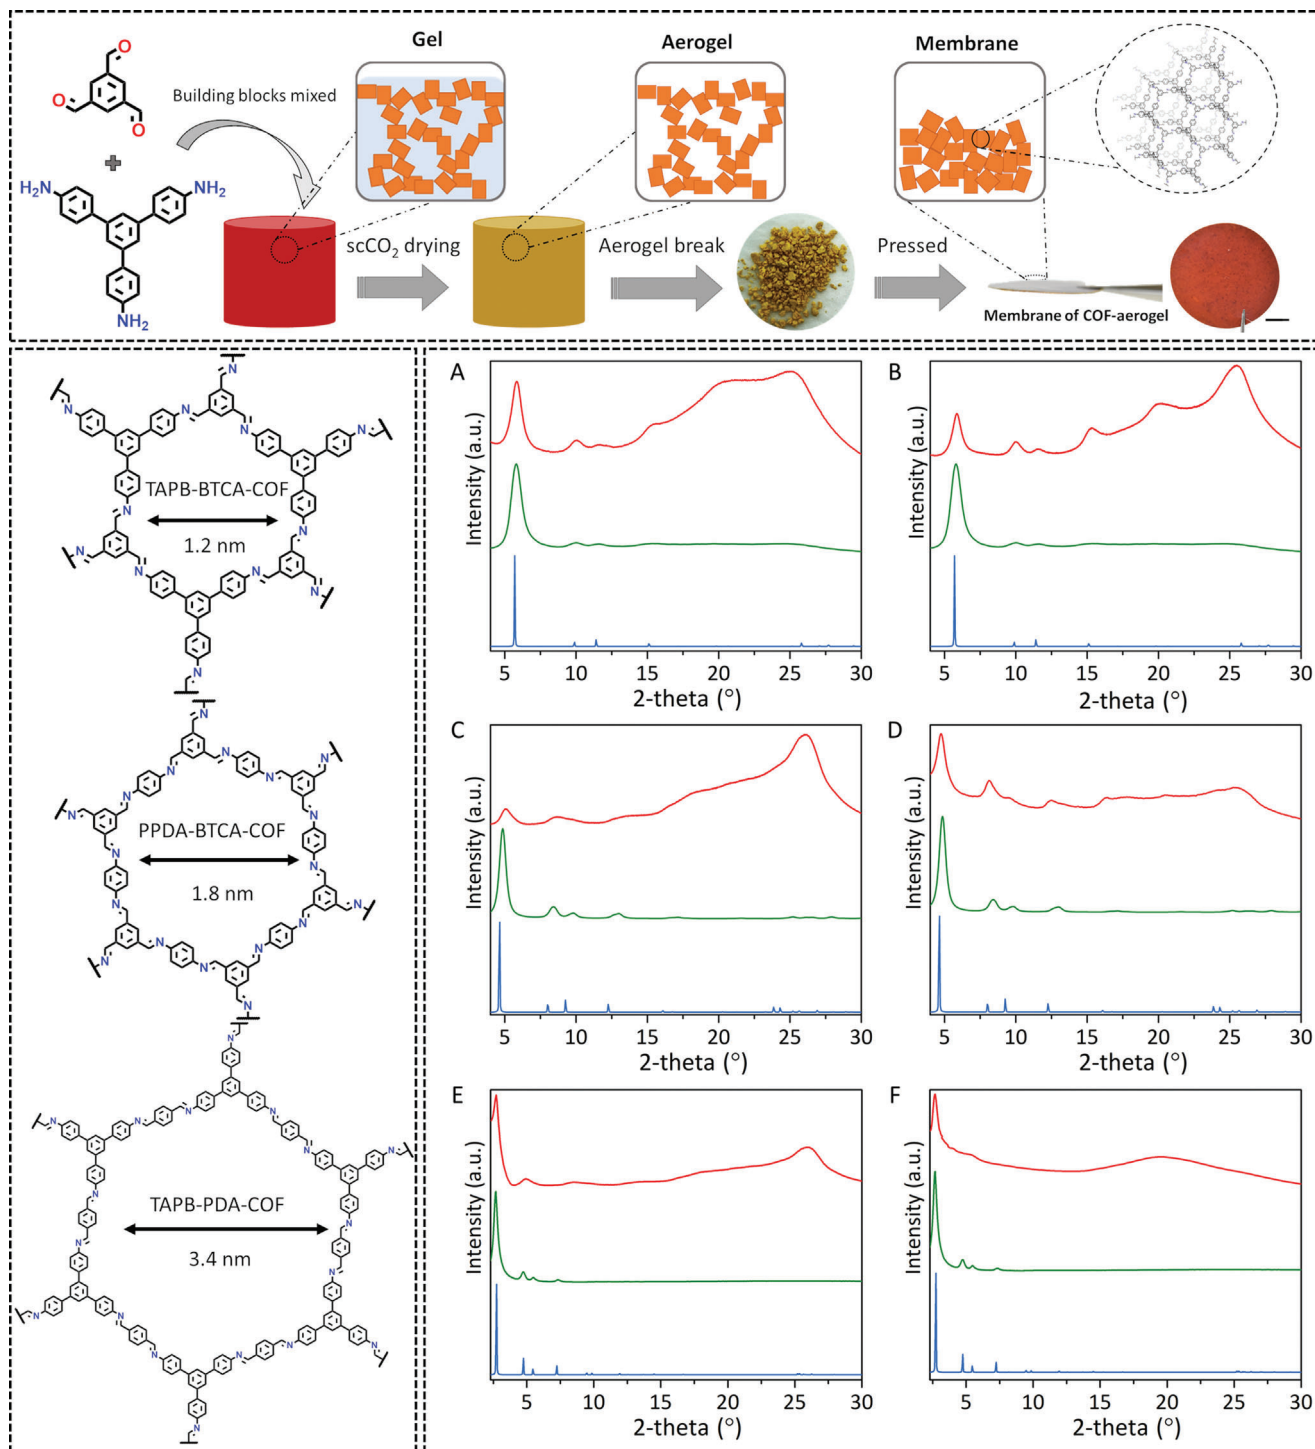 Gel
Aerogel
Membrane
Building blocks mixed
O
O
O
+
H2N
NH2
NH2
scCO2 drying
Aerogel break
Pressed
Membrane of COF-aerogel
TAPB-BTCA-COF
1.2 nm
PPDA-BTCA-COF
1.8 nm
TAPB-PDA-COF
3.4 nm
A
Intensity (a.u.)
5 10 15 20 25 30
2-theta (°)
B
Intensity (a.u.)
5 10 15 20 25 30
2-theta (°)
C
Intensity (a.u.)
5 10 15 20 25 30
2-theta (°)
D
Intensity (a.u.)
5 10 15 20 25 30
2-theta (°)
E
Intensity (a.u.)
5 10 15 20 25 30
2-theta (°)
F
Intensity (a.u.)
5 10 15 20 25 30
2-theta (°)